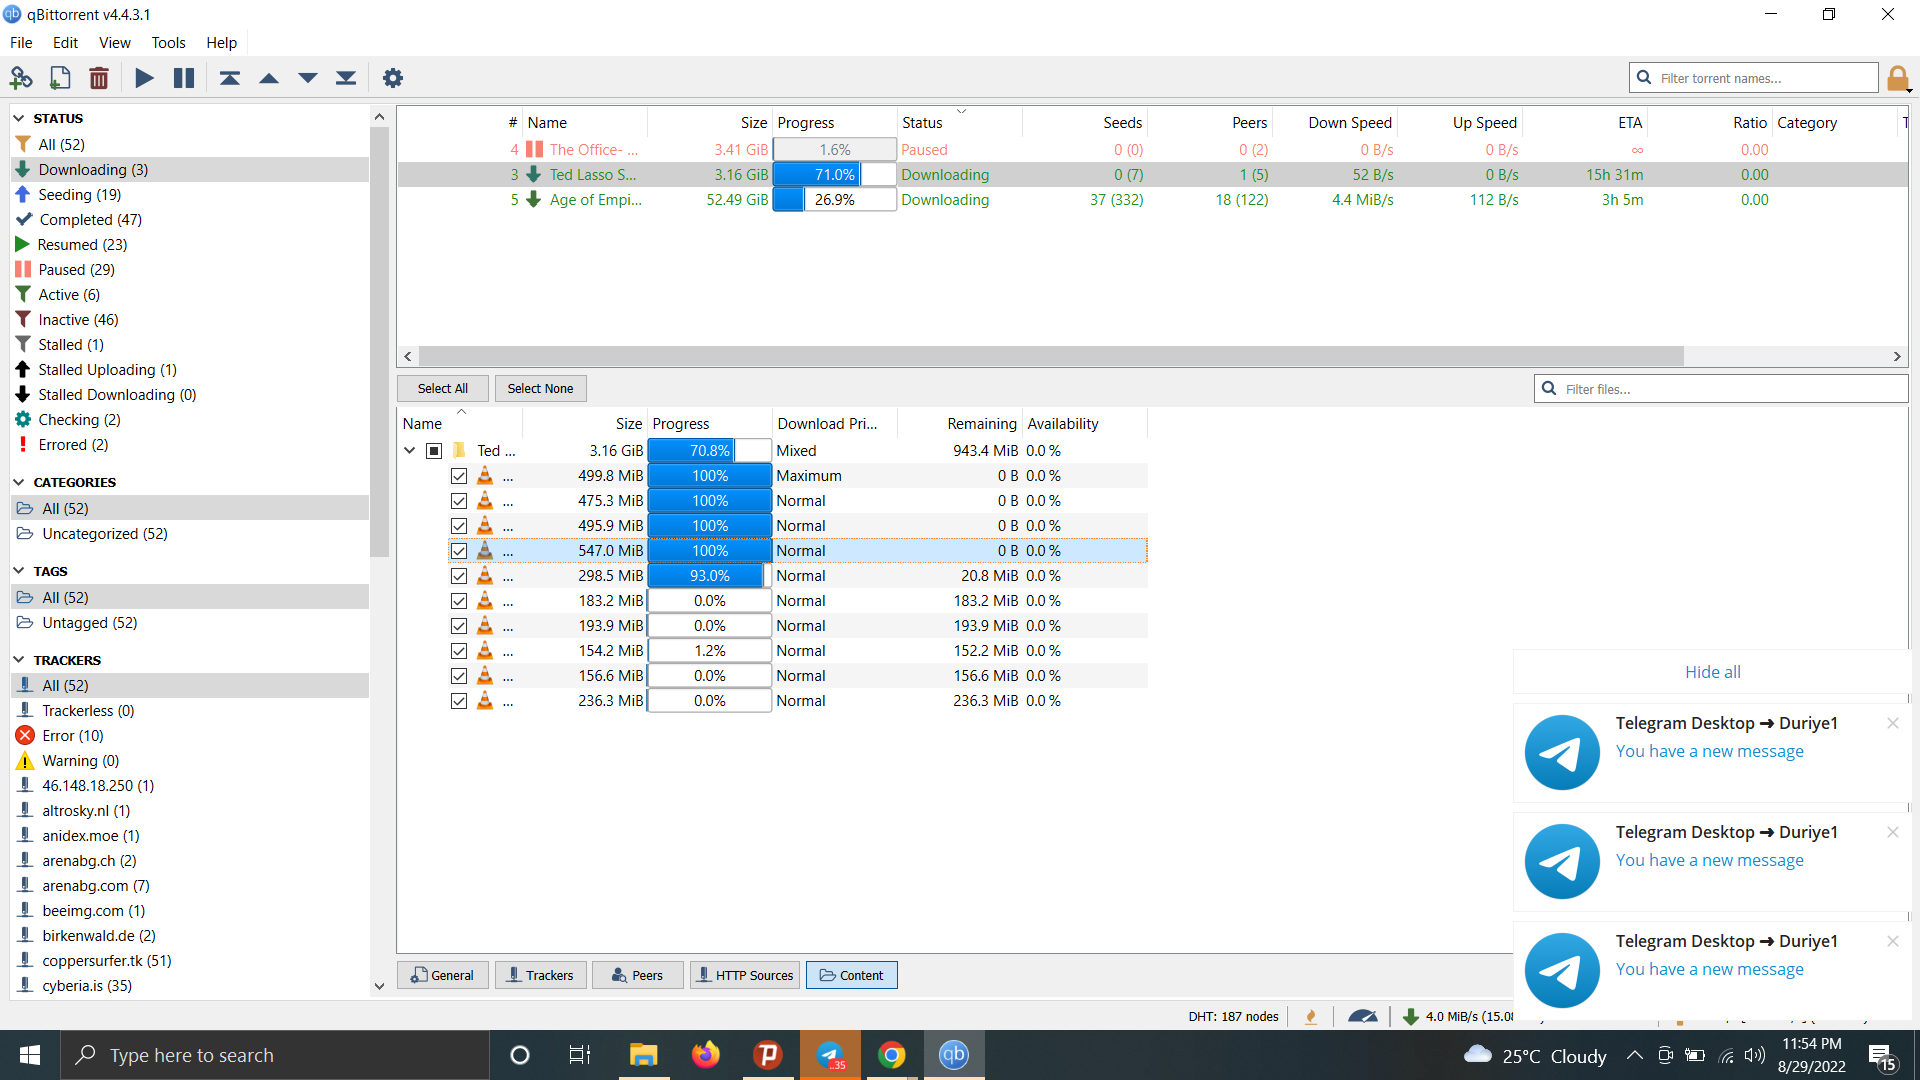 qBittorrent v4.4.3.1
File Edit View Tools Help
Filter torrent names...
STATUS
All (52)
Downloading (3)
Seeding (19)
Completed (47)
Resumed (23)
Paused (29)
Active (6)
Inactive (46)
Stalled (1)
Stalled Uploading (1)
Stalled Downloading (0)
Checking (2)
Errored (2)
CATEGORIES
All (52)
Uncategorized (52)
TAGS
All (52)
Untagged (52)
TRACKERS
All (52)
Trackerless (0)
Error (10)
Warning (0)
46.148.18.250 (1)
altrosky.nl (1)
anidex.moe (1)
arenabg.ch (2)
arenabg.com (7)
beeimg.com (1)
birkenwald.de (2)
coppersurfer.tk (51)
cyberia.is (35)
# Name Size Progress Status Seeds Peers Down Speed Up Speed ETA Ratio Category T
4 The Office- ... 3.41 GiB 1.6% Paused 0 (0) 0 (2) 0 B/s 0 B/s ∞ 0.00
3 Ted Lasso S... 3.16 GiB 71.0% Downloading 0 (7) 1 (5) 52 B/s 0 B/s 15h 31m 0.00
5 Age of Empi... 52.49 GiB 26.9% Downloading 37 (332) 18 (122) 4.4 MiB/s 112 B/s 3h 5m 0.00
Select All Select None
Filter files...
Name Size Progress Download Pri... Remaining Availability
Ted ... 3.16 GiB 70.8% Mixed 943.4 MiB 0.0 %
... 499.8 MiB 100% Maximum 0 B 0.0 %
... 475.3 MiB 100% Normal 0 B 0.0 %
... 495.9 MiB 100% Normal 0 B 0.0 %
... 547.0 MiB 100% Normal 0 B 0.0 %
... 298.5 MiB 93.0% Normal 20.8 MiB 0.0 %
... 183.2 MiB 0.0% Normal 183.2 MiB 0.0 %
... 193.9 MiB 0.0% Normal 193.9 MiB 0.0 %
... 154.2 MiB 1.2% Normal 152.2 MiB 0.0 %
... 156.6 MiB 0.0% Normal 156.6 MiB 0.0 %
... 236.3 MiB 0.0% Normal 236.3 MiB 0.0 %
Hide all
Telegram Desktop ➜ Duriye1
You have a new message
Telegram Desktop ➜ Duriye1
You have a new message
Telegram Desktop ➜ Duriye1
You have a new message
General Trackers Peers HTTP Sources Content
DHT: 187 nodes 4.0 MiB/s (15.0
Type here to search
..35
qb
25°C Cloudy
11:54 PM
8/29/2022
15